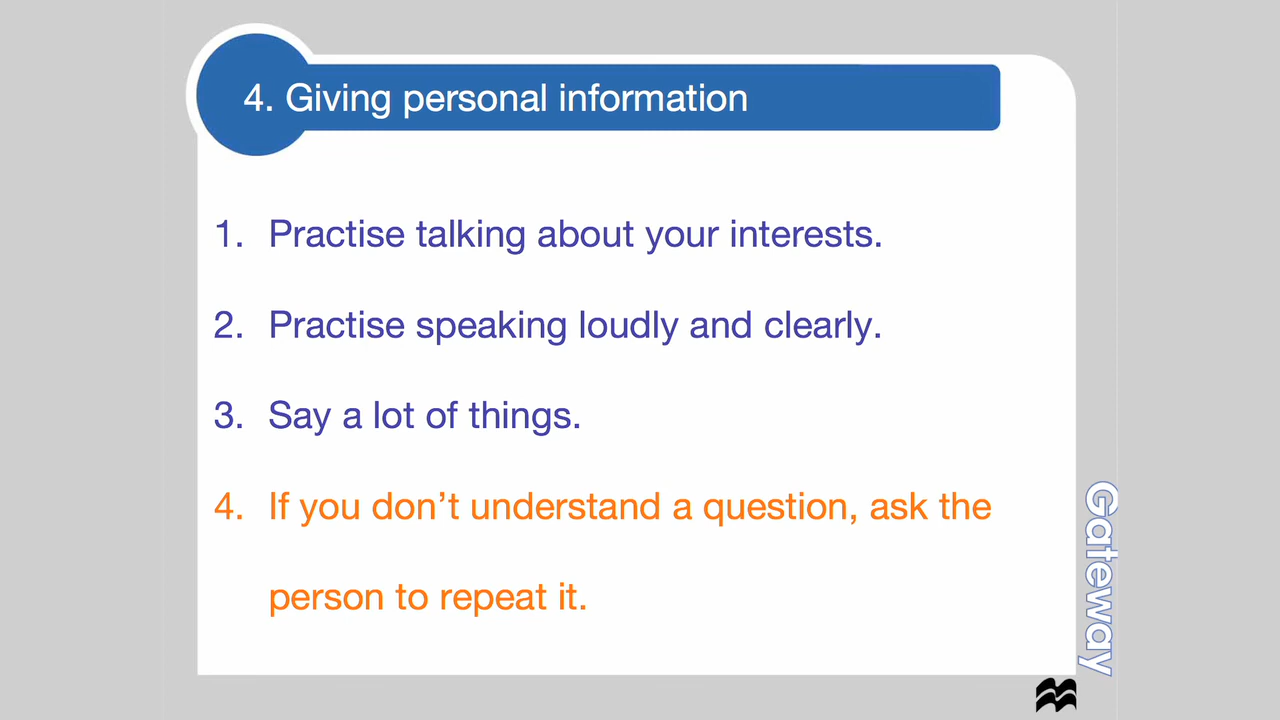 4. Giving personal information
1. Practise talking about your interests.
2. Practise speaking loudly and clearly.
3. Say a lot of things.
4. If you don’t understand a question, ask the
person to repeat it.
Gateway